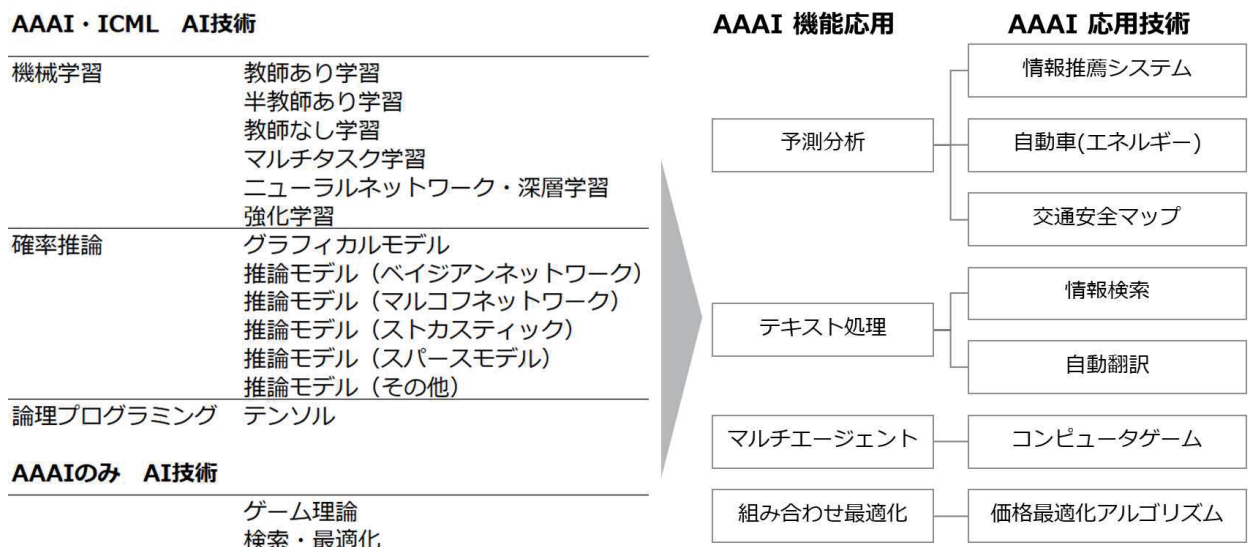 AAAI・ICML AI技術
機械学習 教師あり学習
半教師あり学習
教師なし学習
マルチタスク学習
ニューラルネットワーク・深層学習
強化学習
確率推論 グラフィカルモデル
推論モデル（ベイジアンネットワーク）
推論モデル（マルコフネットワーク）
推論モデル（ストカスティック）
推論モデル（スパースモデル）
推論モデル（その他）
論理プログラミング テンソル
AAAIのみ AI技術
ゲーム理論
検索・最適化
AAAI 機能応用 AAAI 応用技術
予測分析
情報推薦システム
自動車(エネルギー)
交通安全マップ
テキスト処理
情報検索
自動翻訳
マルチエージェント コンピュータゲーム
組み合わせ最適化 価格最適化アルゴリズム